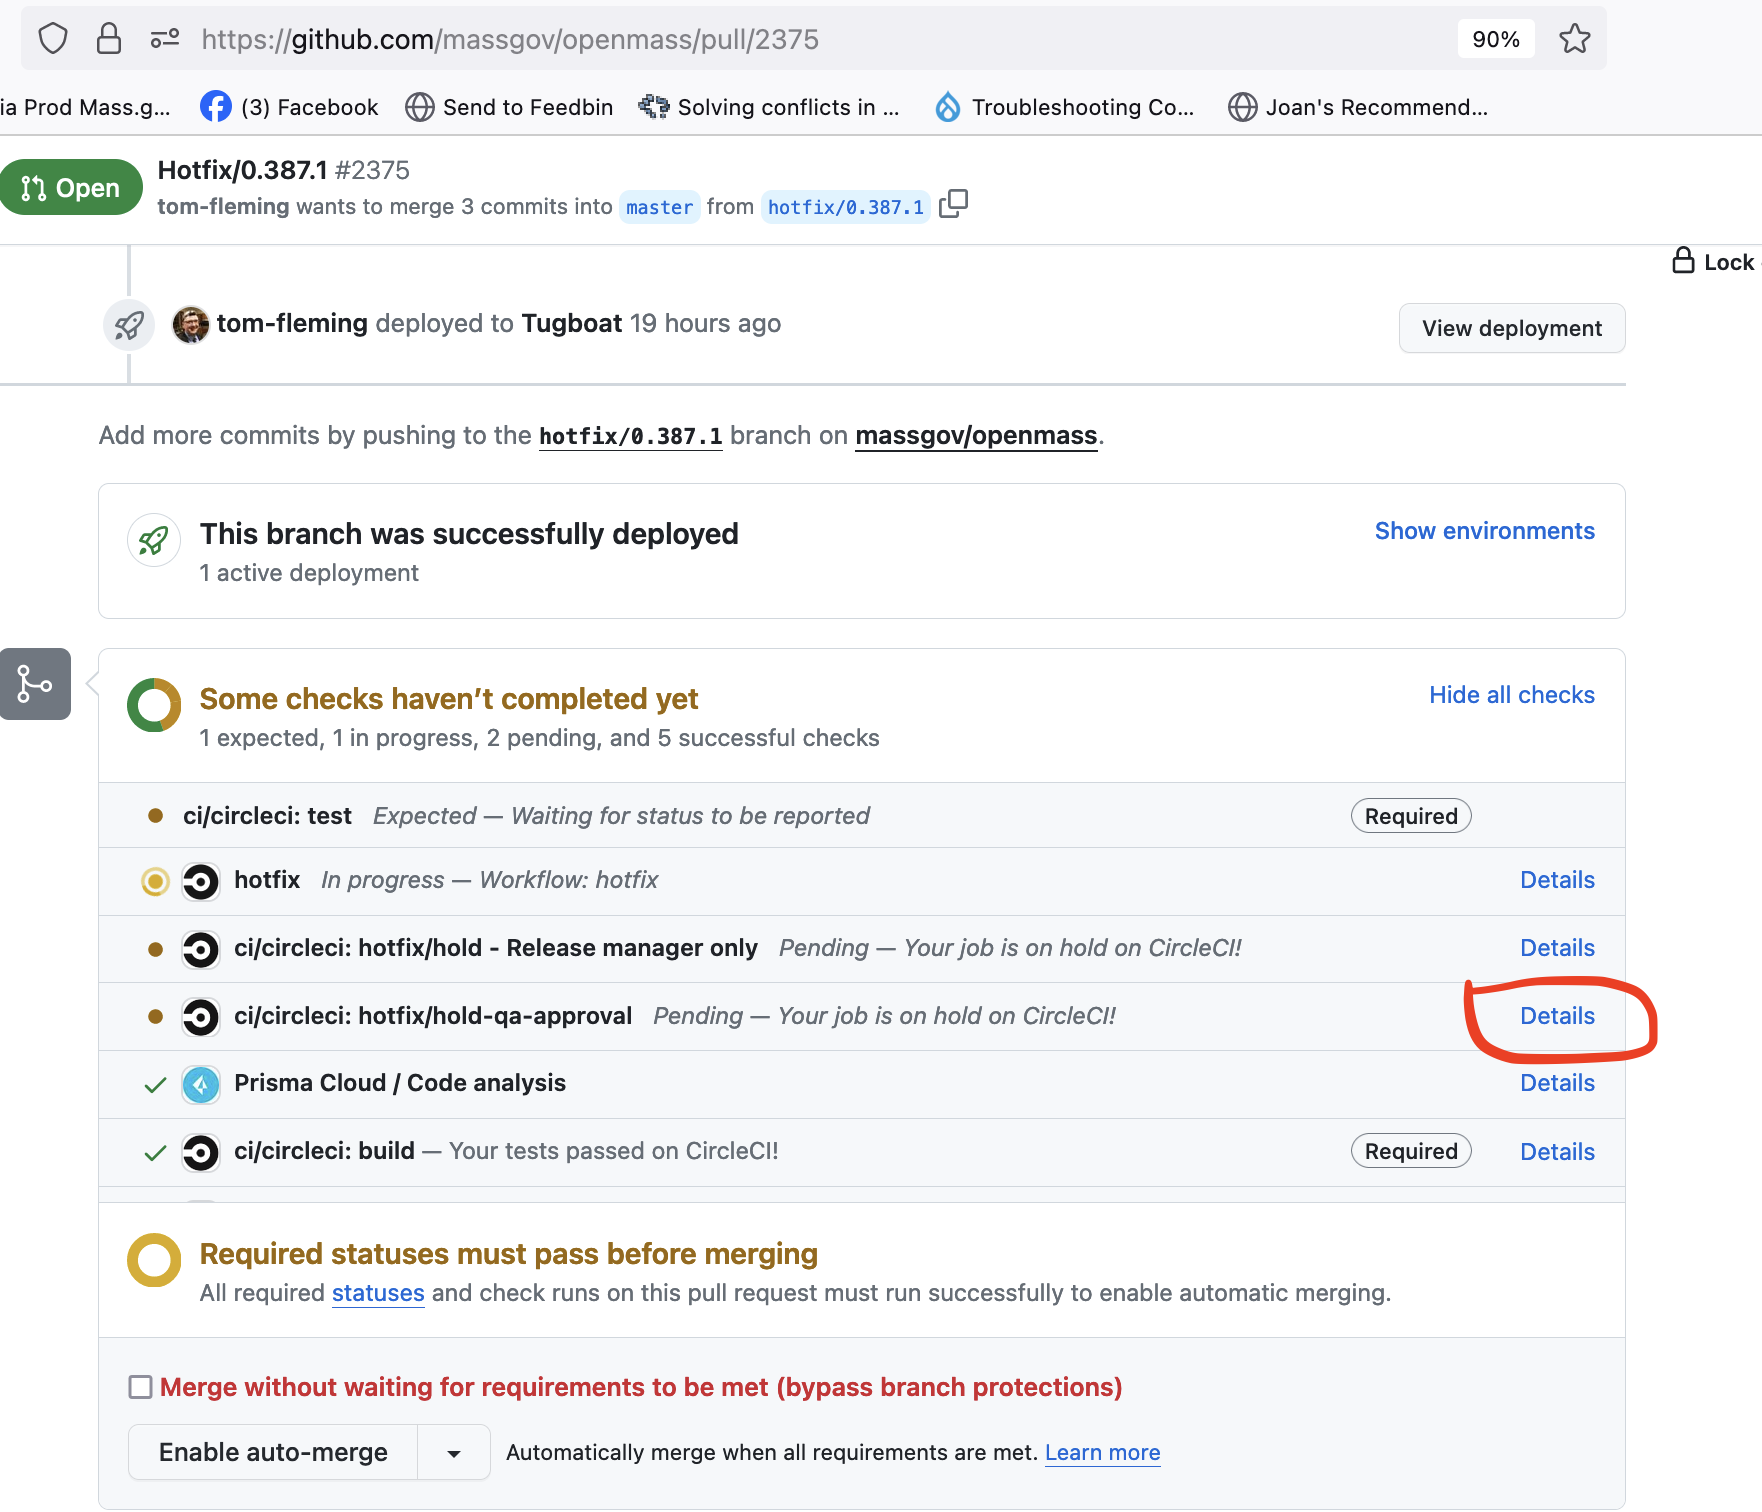 https://github.com/massgov/openmass/pull/2375
90%
ia Prod Mass.g...
(3) Facebook
Send to Feedbin
Solving conflicts in ...
Troubleshooting Co...
Joan's Recommend...
Open
Hotfix/0.387.1 #2375
tom-fleming wants to merge 3 commits into master from hotfix/0.387.1
Lock
tom-fleming deployed to Tugboat 19 hours ago
View deployment
Add more commits by pushing to the hotfix/0.387.1 branch on massgov/openmass.
This branch was successfully deployed
Show environments
1 active deployment
Some checks haven’t completed yet
Hide all checks
1 expected, 1 in progress, 2 pending, and 5 successful checks
ci/circleci: test Expected — Waiting for status to be reported Required
hotfix In progress — Workflow: hotfix Details
ci/circleci: hotfix/hold - Release manager only Pending — Your job is on hold on CircleCI! Details
ci/circleci: hotfix/hold-qa-approval Pending — Your job is on hold on CircleCI! Details
Prisma Cloud / Code analysis Details
ci/circleci: build — Your tests passed on CircleCI! Required Details
Required statuses must pass before merging
All required statuses and check runs on this pull request must run successfully to enable automatic merging.
Merge without waiting for requirements to be met (bypass branch protections)
Enable auto-merge
Automatically merge when all requirements are met. Learn more